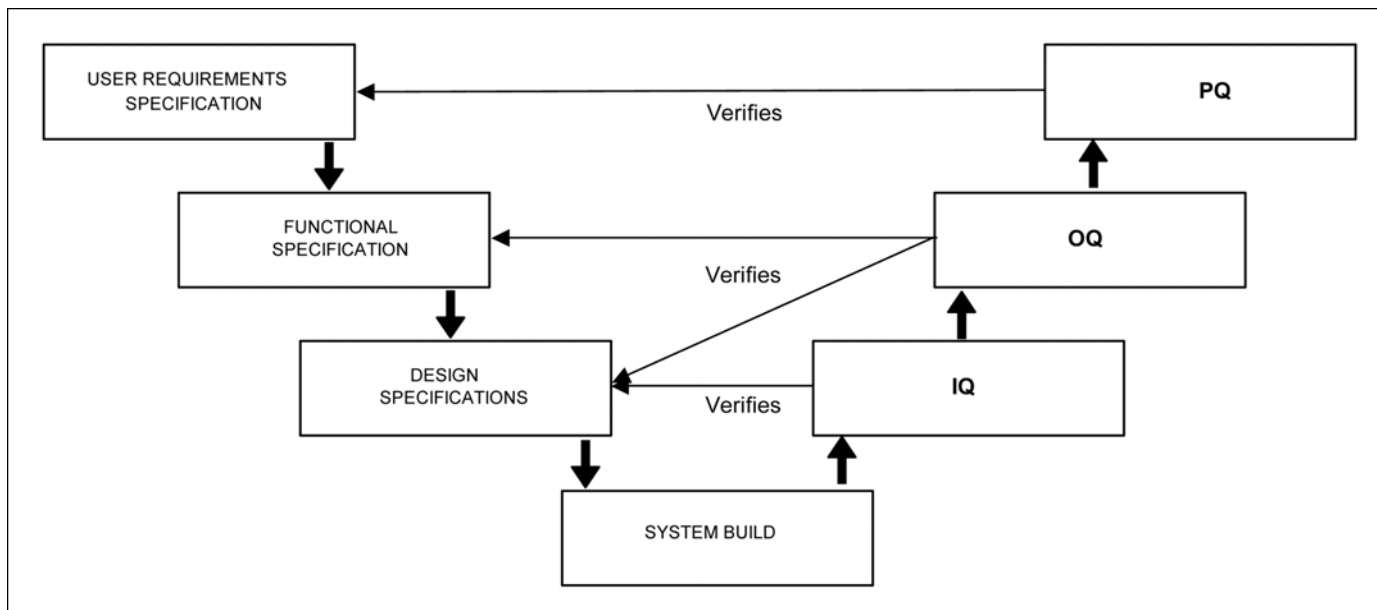 USER REQUIREMENTS
SPECIFICATION
PQ
Verifies
FUNCTIONAL
SPECIFICATION
OQ
Verifies
DESIGN
SPECIFICATIONS
IQ
Verifies
SYSTEM BUILD